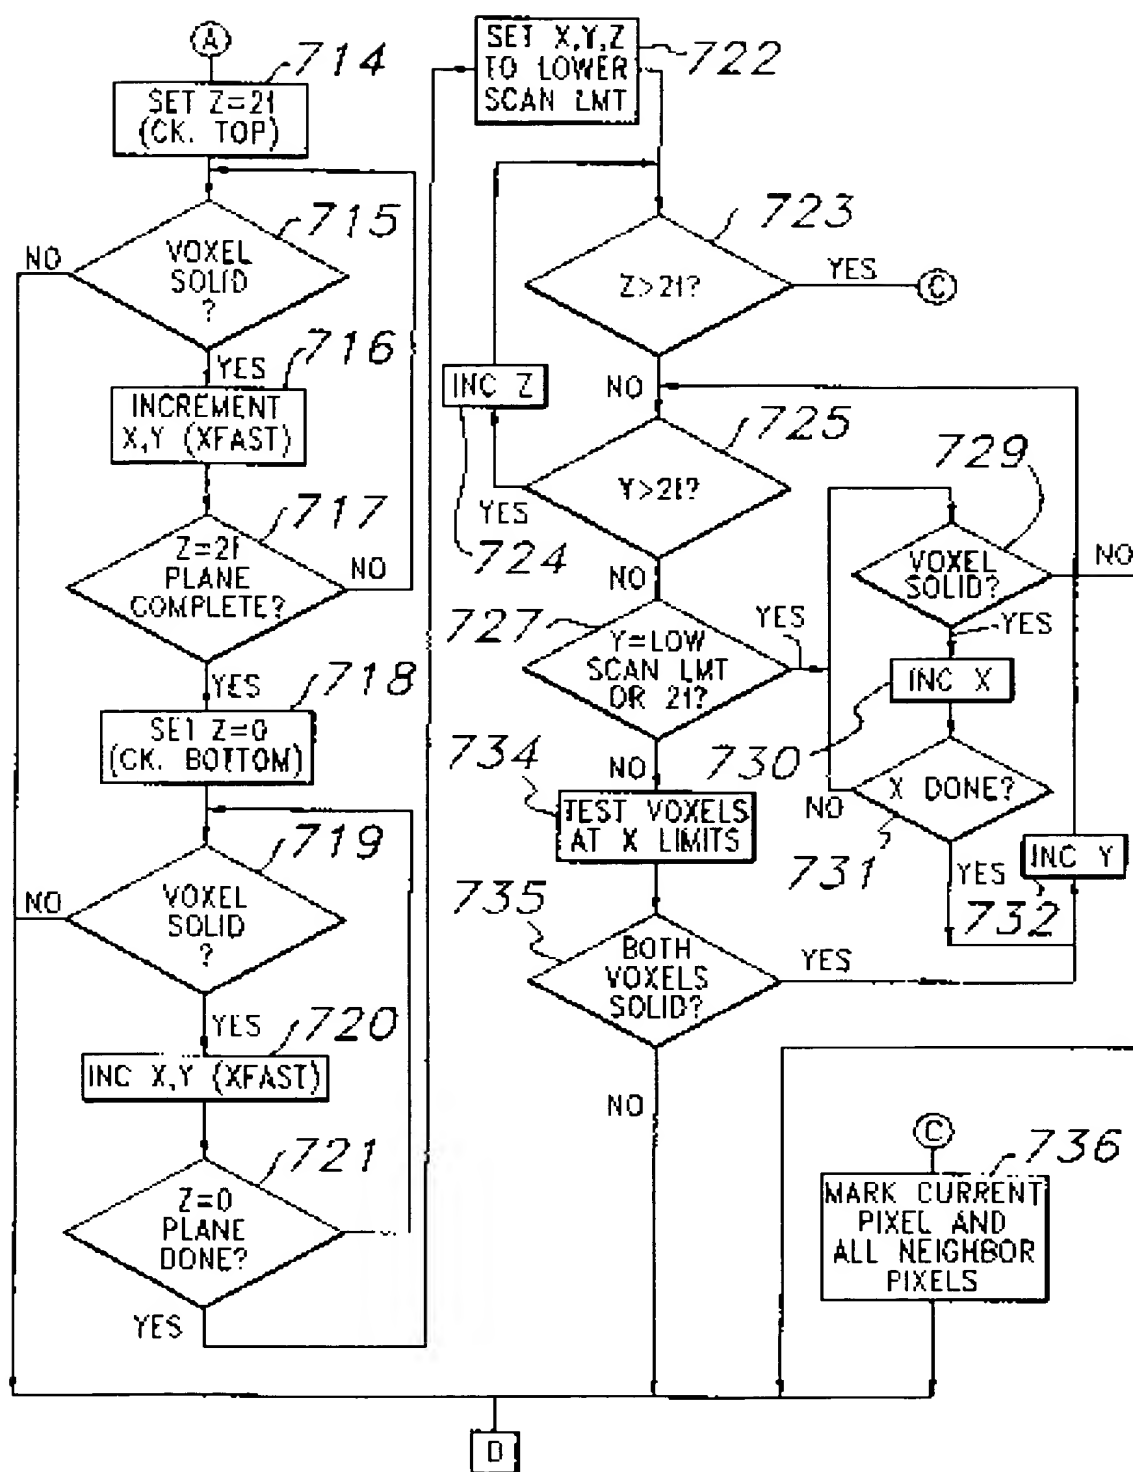 A
714
SET Z=21
(CK. TOP)
715
VOXEL
SOLID
?
NO
YES
716
INCREMENT
X,Y (XFAST)
717
Z=21
PLANE
COMPLETE?
NO
YES
718
SET Z=0
(CK. BOTTOM)
719
VOXEL
SOLID
?
NO
YES
720
INC X,Y (XFAST)
721
Z=0
PLANE
DONE?
YES
SET X,Y,Z
TO LOWER
SCAN LMT
722
723
Z>21?
YES
C
NO
INC Z
724
725
Y>21?
YES
NO
727
Y=LOW
SCAN LMT
OR 21?
YES
NO
729
VOXEL
SOLID?
NO
YES
INC X
730
X DONE?
NO
731
YES
INC Y
732
734
TEST VOXELS
AT X LIMITS
735
BOTH
VOXELS
SOLID?
YES
NO
C
736
MARK CURRENT
PIXEL AND
ALL NEIGHBOR
PIXELS
D